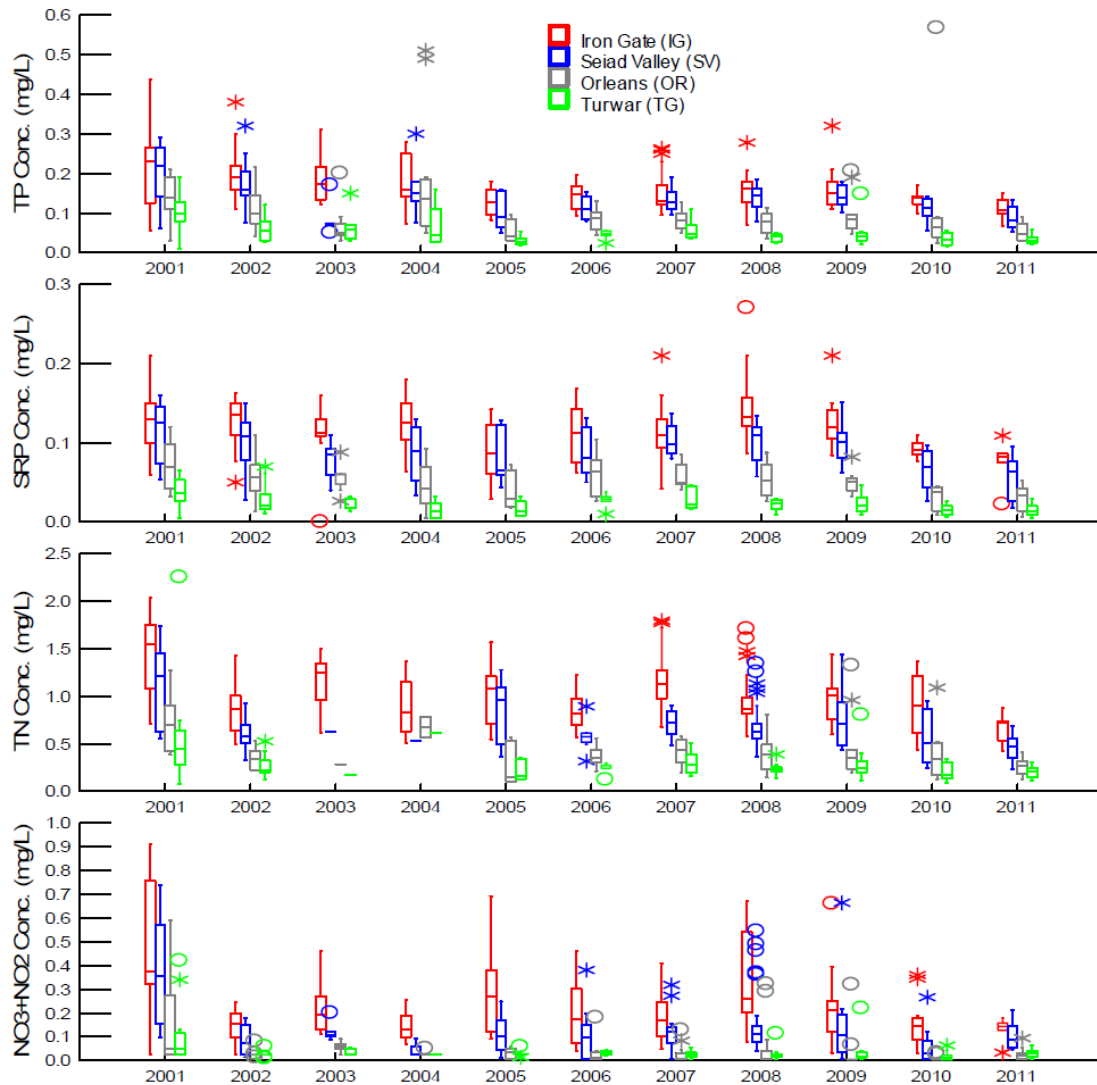 TP Conc. (mg/L)
0.6
0.5
0.4
0.3
0.2
0.1
0.0
Iron Gate (IG)
Seiad Valley (SV)
Orleans (OR)
Turwar (TG)
2001 2002 2003 2004 2005 2006 2007 2008 2009 2010 2011
SRP Conc. (mg/L)
0.3
0.2
0.1
0.0
2001 2002 2003 2004 2005 2006 2007 2008 2009 2010 2011
TN Conc. (mg/L)
2.5
2.0
1.5
1.0
0.5
0.0
2001 2002 2003 2004 2005 2006 2007 2008 2009 2010 2011
NO3+NO2 Conc. (mg/L)
1.0
0.9
0.8
0.7
0.6
0.5
0.4
0.3
0.2
0.1
0.0
2001 2002 2003 2004 2005 2006 2007 2008 2009 2010 2011